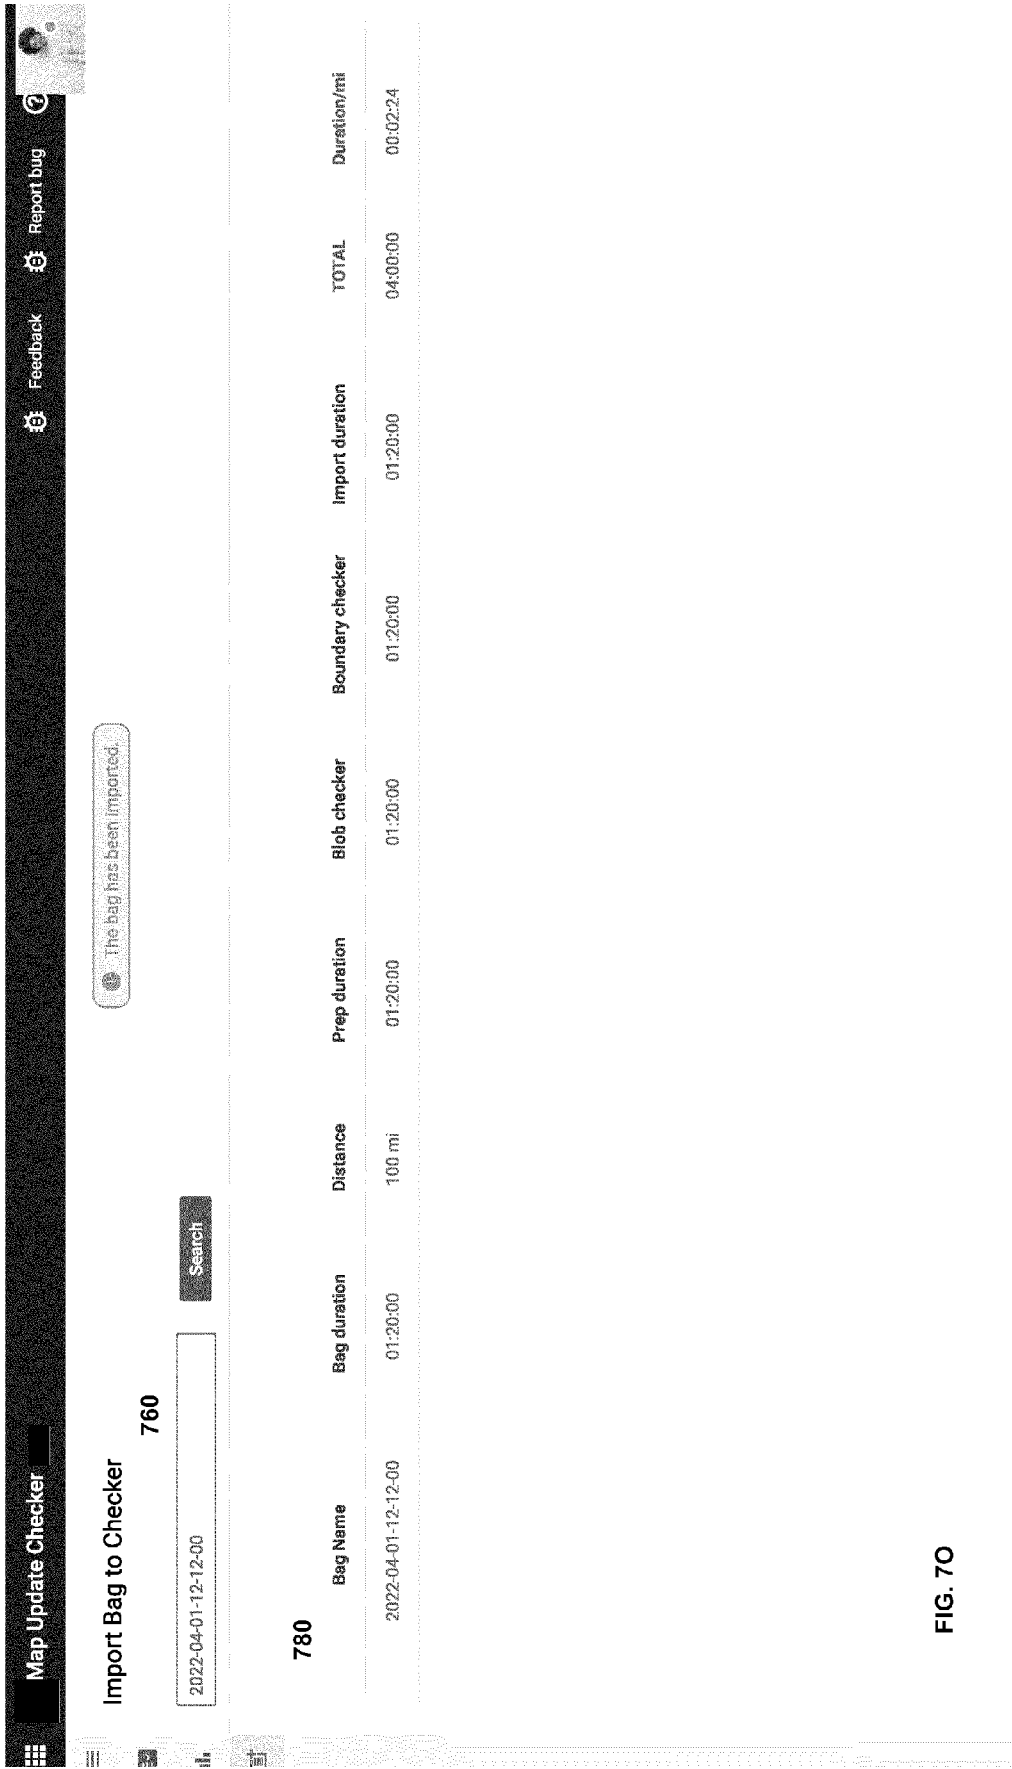 Map Update Checker
Feedback
Report bug
Import Bag to Checker
The bag has been imported.
760
2022-04-01-12-12-00
Search
780
Bag Name Bag duration Distance Prep duration Blob checker Boundary checker Import duration TOTAL Duration/mi
2022-04-01-12-12-00 01:20:00 100 mi 01:20:00 01:20:00 01:20:00 01:20:00 04:00:00 00:02:24
FIG. 7O